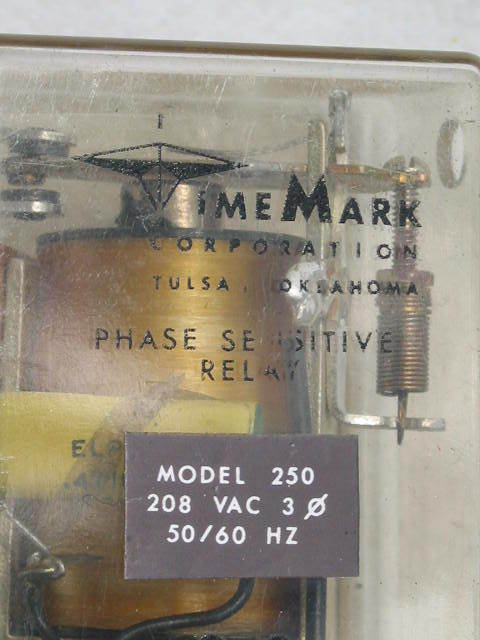 TIMEMARK
CORPORATION
TULSA, OKLAHOMA
PHASE SENSITIVE
RELAY
MODEL 250
208 VAC 3 Ø
50/60 HZ